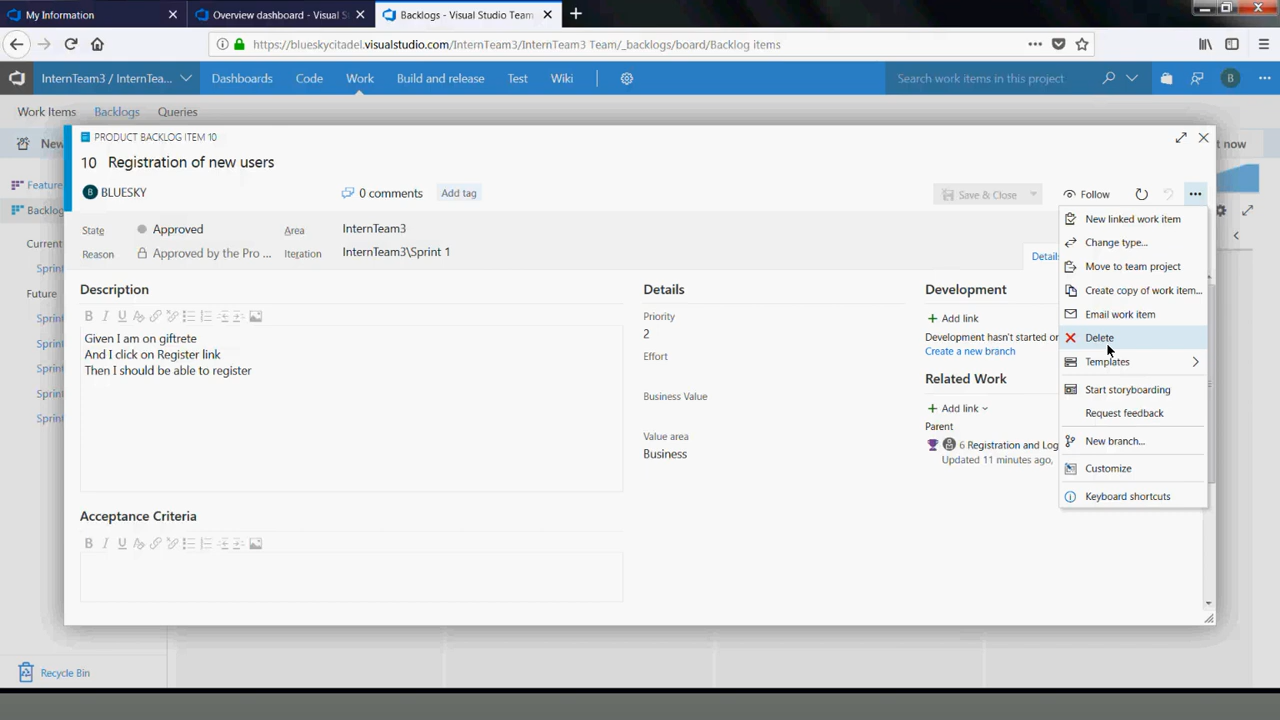 My Information
Overview dashboard - Visual S
Backlogs - Visual Studio Team
https://blueskycitadel.visualstudio.com/InternTeam3/InternTeam3 Team/_backlogs/board/Backlog items
InternTeam3 / InternTea...
Dashboards
Code
Work
Build and release
Test
Wiki
Search work items in this project
B
Work Items
Backlogs
Queries
New
t now
PRODUCT BACKLOG ITEM 10
10 Registration of new users
B BLUESKY
0 comments
Add tag
Save & Close
Follow
Feature
Backlog
Current
Sprint
Future
Sprint
Sprint
Sprint
Sprint
Sprint
State
Approved
Area
InternTeam3
Reason
Approved by the Pro ...
Iteration
InternTeam3\Sprint 1
Details
Description
B I U
Given I am on giftrete
And I click on Register link
Then I should be able to register
Acceptance Criteria
B I U
Details
Priority
2
Effort
Business Value
Value area
Business
Development
+ Add link
Development hasn't started on
Create a new branch
Related Work
+ Add link
Parent
6 Registration and Log
Updated 11 minutes ago,
New linked work item
Change type...
Move to team project
Create copy of work item...
Email work item
Delete
Templates
Start storyboarding
Request feedback
New branch...
Customize
Keyboard shortcuts
Recycle Bin